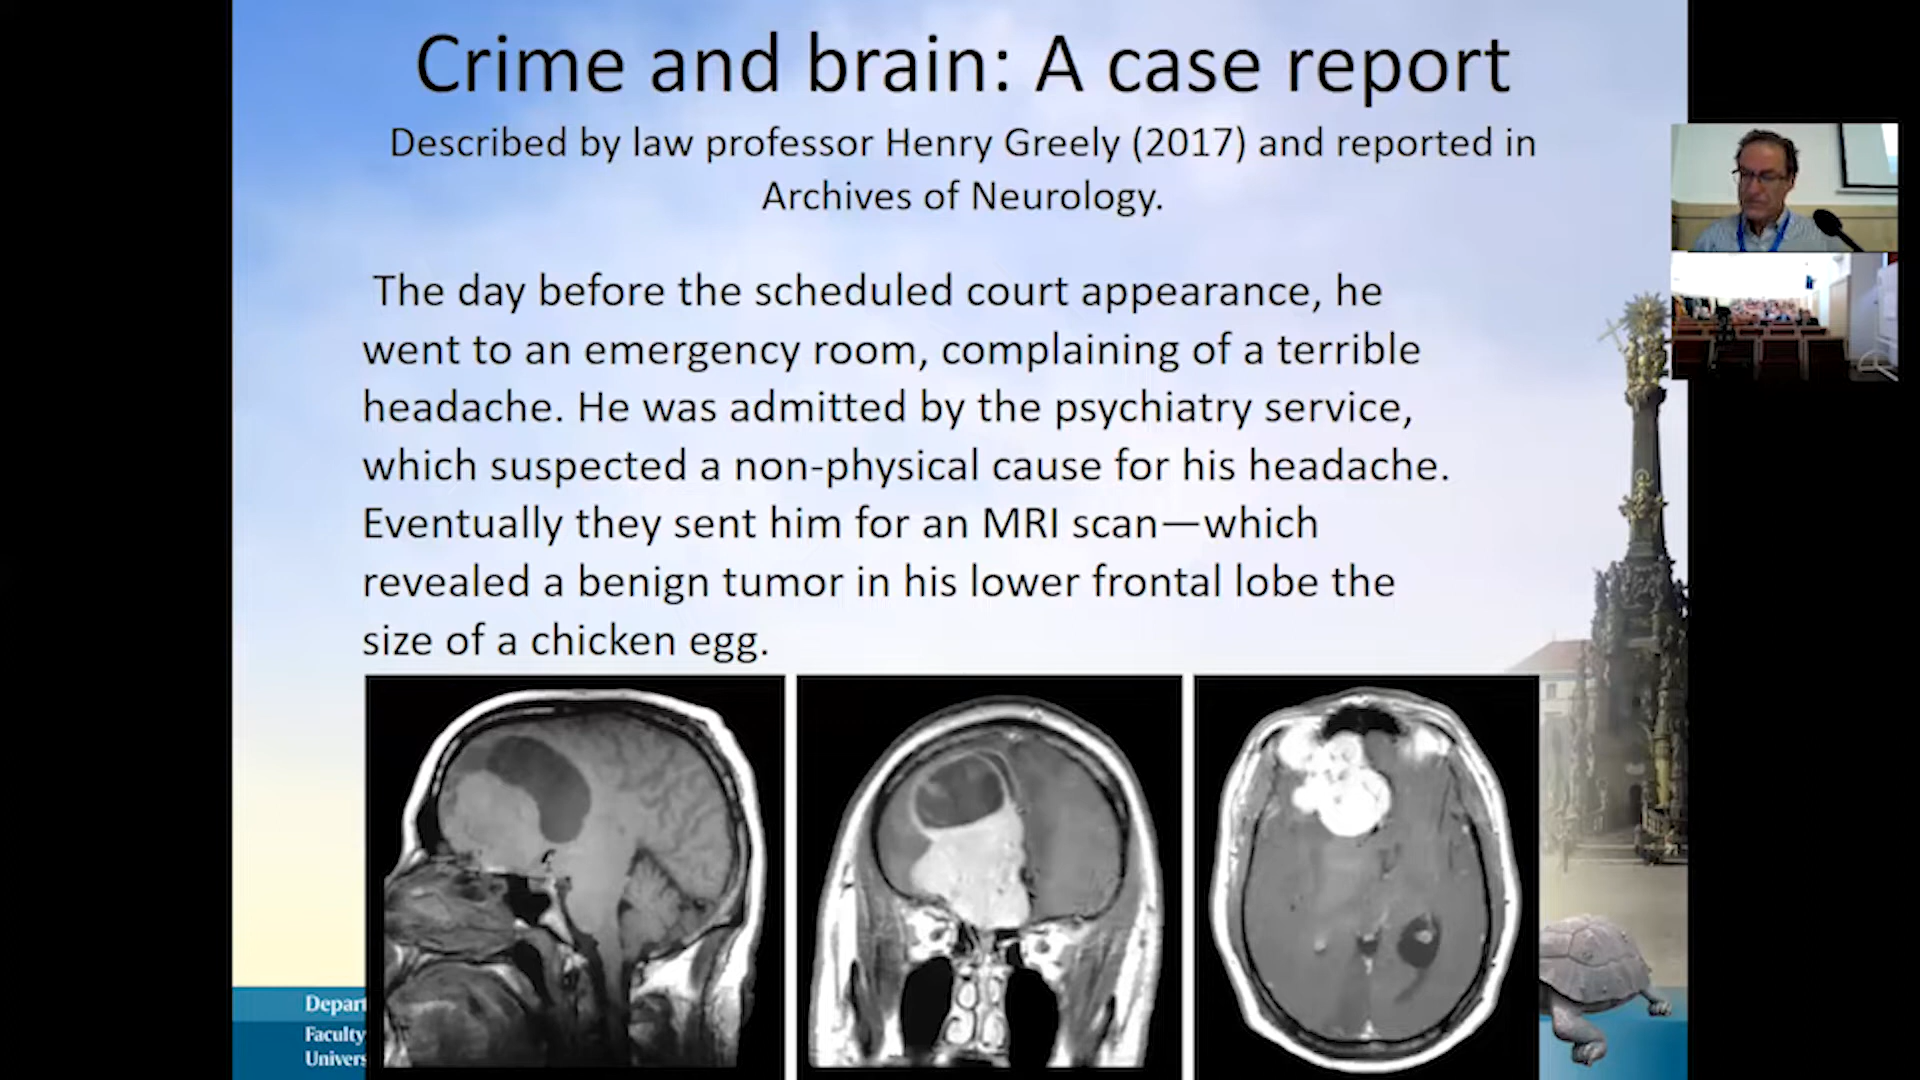 Crime and brain: A case report
Described by law professor Henry Greely (2017) and reported in
Archives of Neurology.
The day before the scheduled court appearance, he
went to an emergency room, complaining of a terrible
headache. He was admitted by the psychiatry service,
which suspected a non-physical cause for his headache.
Eventually they sent him for an MRI scan—which
revealed a benign tumor in his lower frontal lobe the
size of a chicken egg.
Depart
Faculty
Univers